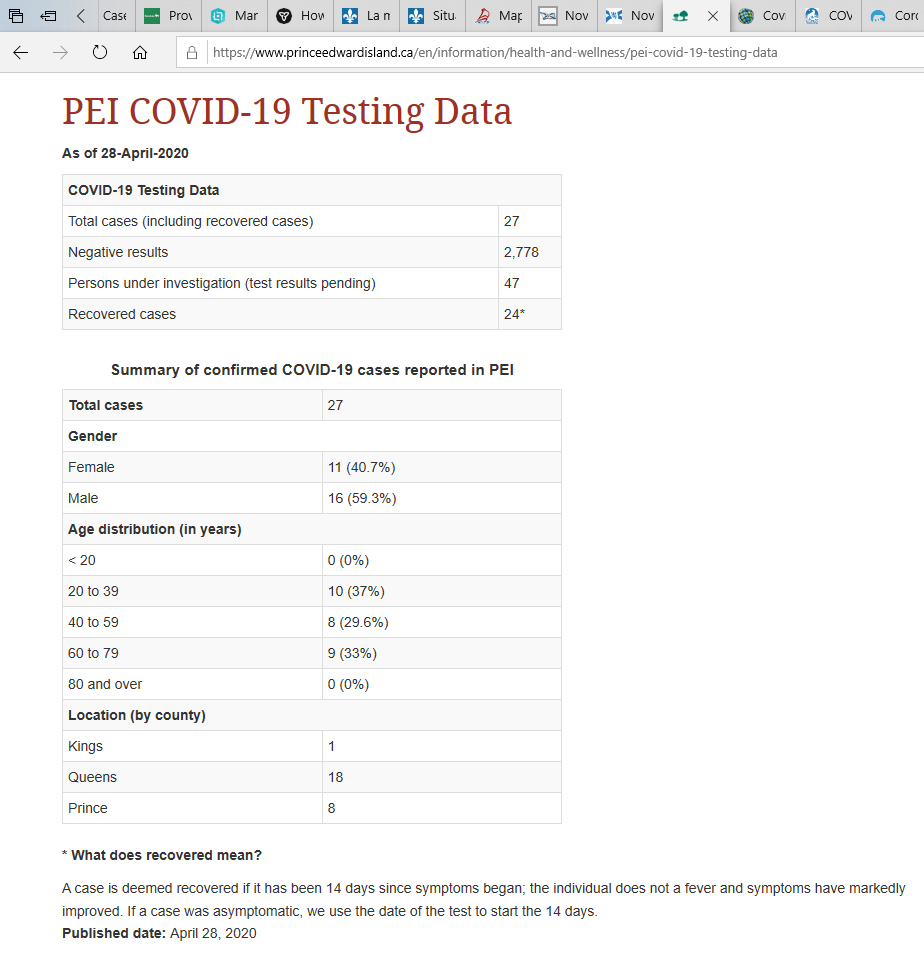 Case
Prov
Mar
How
La n
Situ
Map
Nov
Nov
Cov
COV
Corc
https://www.princeedwardisland.ca/en/information/health-and-wellness/pei-covid-19-testing-data
PEI COVID-19 Testing Data
As of 28-April-2020
COVID-19 Testing Data
Total cases (including recovered cases) 27
Negative results 2,778
Persons under investigation (test results pending) 47
Recovered cases 24*
Summary of confirmed COVID-19 cases reported in PEI
Total cases 27
Gender
Female 11 (40.7%)
Male 16 (59.3%)
Age distribution (in years)
< 20 0 (0%)
20 to 39 10 (37%)
40 to 59 8 (29.6%)
60 to 79 9 (33%)
80 and over 0 (0%)
Location (by county)
Kings 1
Queens 18
Prince 8
* What does recovered mean?
A case is deemed recovered if it has been 14 days since symptoms began; the individual does not a fever and symptoms have markedly
improved. If a case was asymptomatic, we use the date of the test to start the 14 days.
Published date: April 28, 2020